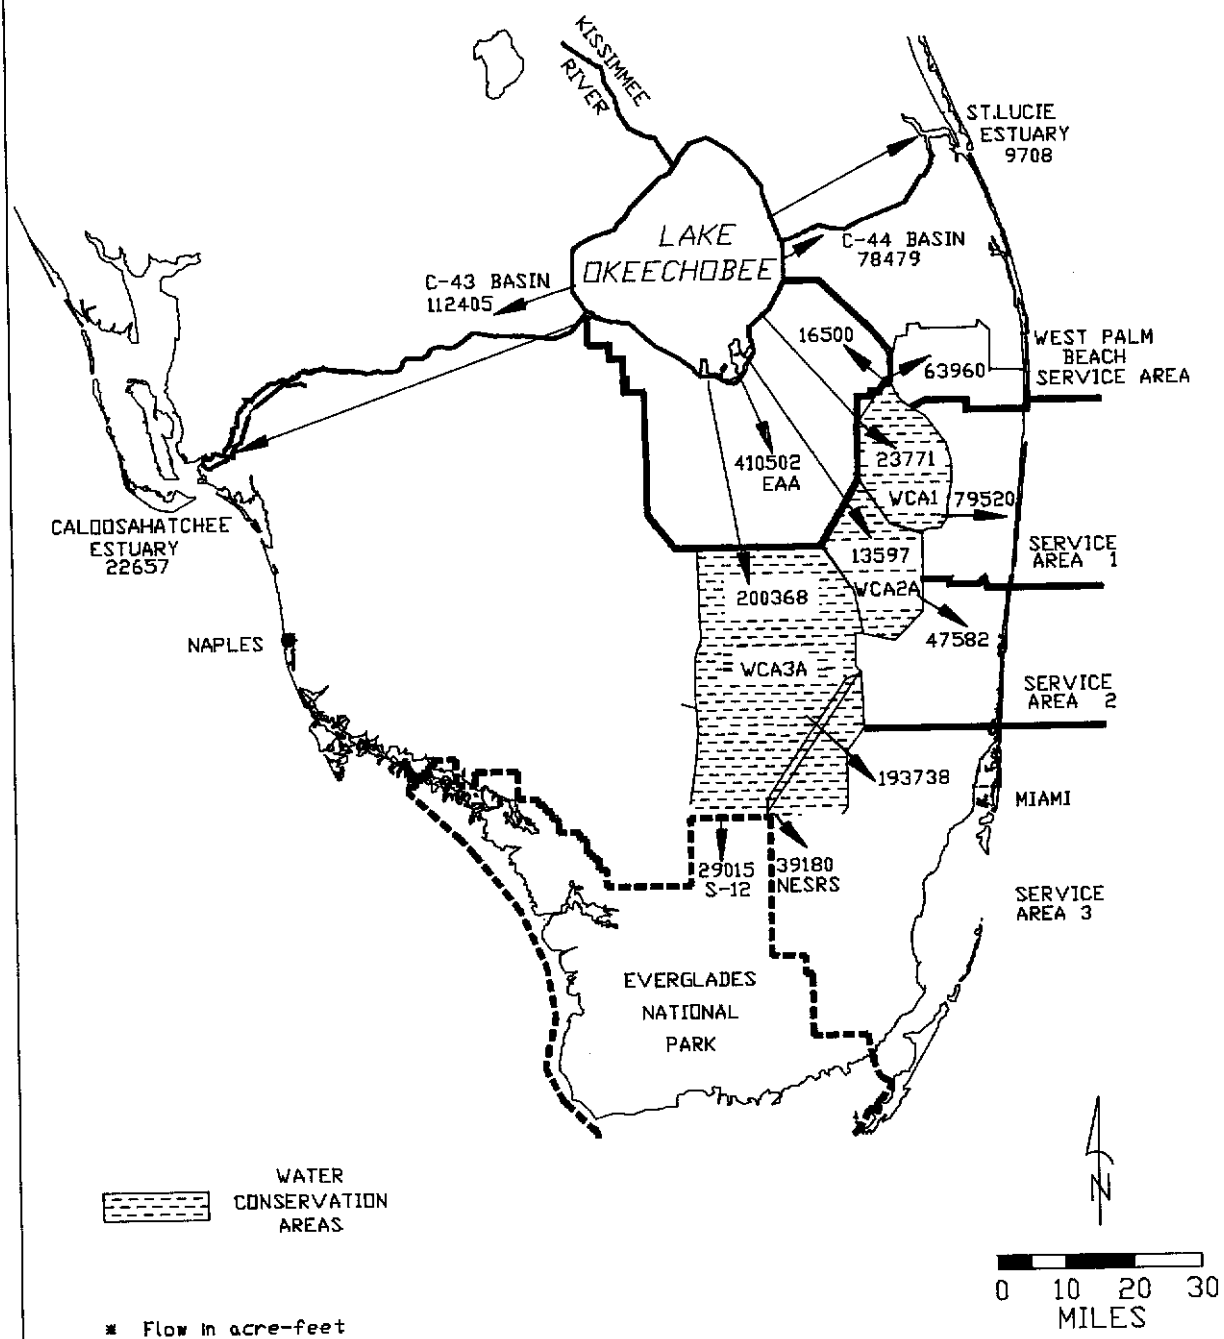 KISSIMMEE
RIVER
ST.LUCIE
ESTUARY
9708
LAKE
OKEECHOBEE
C-44 BASIN
78479
C-43 BASIN
112405
16500
63960
WEST PALM
BEACH
SERVICE AREA
410502
EAA
23771
WCA1
79520
CALOOSAHATCHEE
ESTUARY
22657
13597
SERVICE
AREA 1
200368
WCA2A
47582
NAPLES
WCA3A
SERVICE
AREA 2
193738
MIAMI
29015
S-12
39180
NESRS
SERVICE
AREA 3
EVERGLADES
NATIONAL
PARK
WATER
CONSERVATION
AREAS
N
0 10 20 30
MILES
* Flow in acre-feet